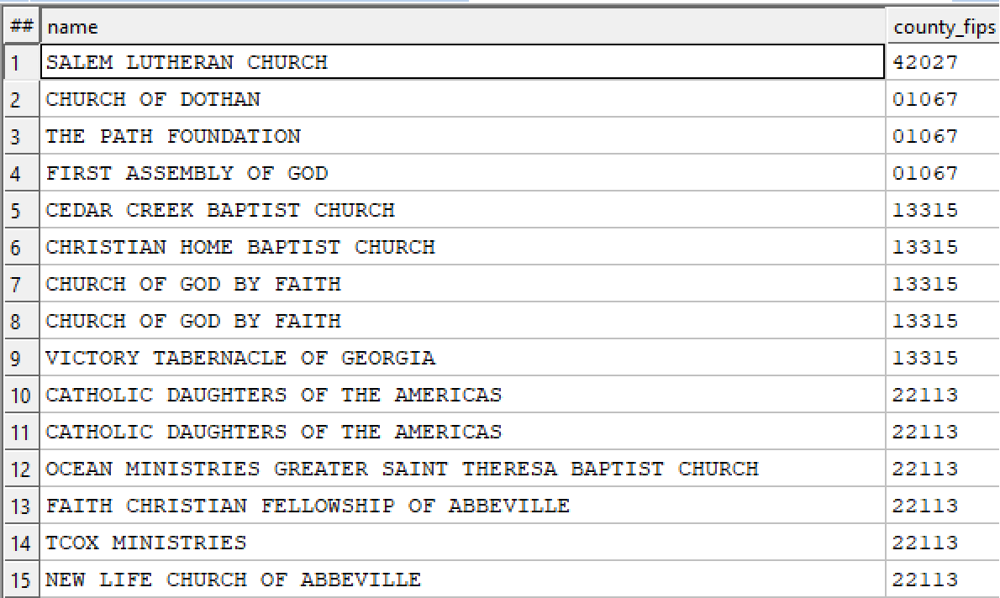 ## name county_fips
1 SALEM LUTHERAN CHURCH 42027
2 CHURCH OF DOTHAN 01067
3 THE PATH FOUNDATION 01067
4 FIRST ASSEMBLY OF GOD 01067
5 CEDAR CREEK BAPTIST CHURCH 13315
6 CHRISTIAN HOME BAPTIST CHURCH 13315
7 CHURCH OF GOD BY FAITH 13315
8 CHURCH OF GOD BY FAITH 13315
9 VICTORY TABERNACLE OF GEORGIA 13315
10 CATHOLIC DAUGHTERS OF THE AMERICAS 22113
11 CATHOLIC DAUGHTERS OF THE AMERICAS 22113
12 OCEAN MINISTRIES GREATER SAINT THERESA BAPTIST CHURCH 22113
13 FAITH CHRISTIAN FELLOWSHIP OF ABBEVILLE 22113
14 TCOX MINISTRIES 22113
15 NEW LIFE CHURCH OF ABBEVILLE 22113